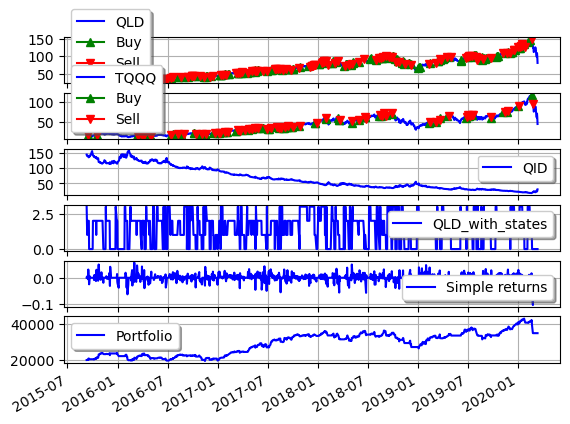 QLD
Buy
Sell
150
100
50
TQQQ
Buy
Sell
100
50
150
100
50
QID
2.5
0.0
QLD_with_states
0.0
−0.1
Simple returns
40000
20000
Portfolio
2015-07
2016-01
2016-07
2017-01
2017-07
2018-01
2018-07
2019-01
2019-07
2020-01